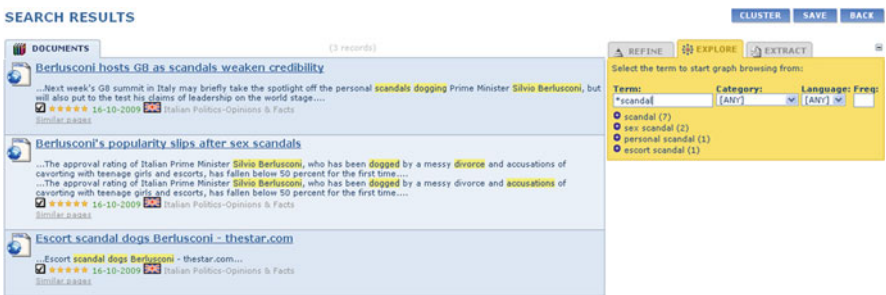 SEARCH RESULTS
CLUSTER SAVE BACK
DOCUMENTS
(3 records)
REFINE EXPLORE EXTRACT
Berlusconi hosts G8 as scandals weaken credibility
...Next week's G8 summit in Italy may briefly take the spotlight off the personal scandals dogging Prime Minister Silvio Berlusconi, but
will also put to the test his claims of leadership on the world stage....
16-10-2009 Italian Politics-Opinions & Facts
Similar pages
Berlusconi's popularity slips after sex scandals
...The approval rating of Italian Prime Minister Silvio Berlusconi, who has been dogged by a messy divorce and accusations of
cavorting with teenage girls and escorts, has fallen below 50 percent for the first time....
...The approval rating of Italian Prime Minister Silvio Berlusconi, who has been dogged by a messy divorce and accusations of
cavorting with teenage girls and escorts, has fallen below 50 percent for the first time....
16-10-2009 Italian Politics-Opinions & Facts
Similar pages
Escort scandal dogs Berlusconi - thestar.com
...Escort scandal dogs Berlusconi - thestar.com...
16-10-2009 Italian Politics-Opinions & Facts
Similar pages
Select the term to start graph browsing from:
Term: Category: Language: Freq:
*scandal [ANY] [ANY]
scandal (7)
sex scandal (2)
personal scandal (1)
escort scandal (1)